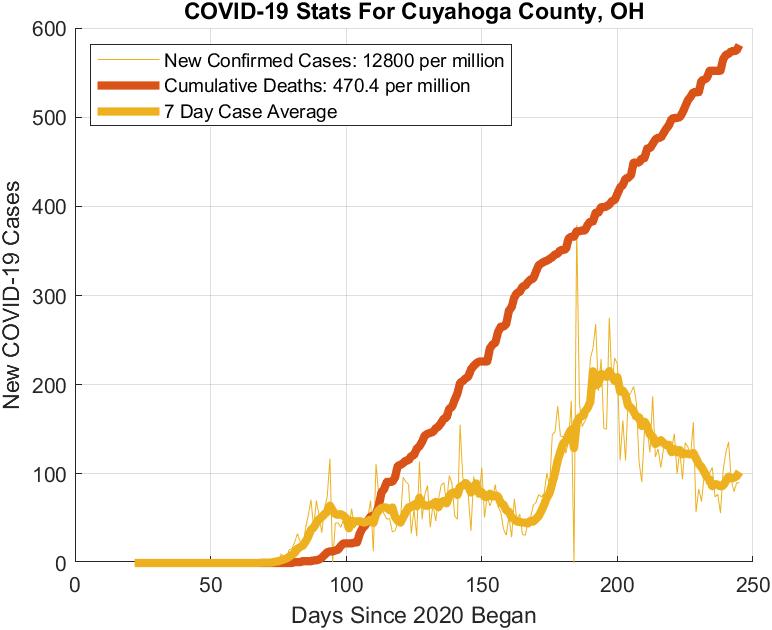 COVID-19 Stats For Cuyahoga County, OH
New Confirmed Cases: 12800 per million
Cumulative Deaths: 470.4 per million
7 Day Case Average
New COVID-19 Cases
600
500
400
300
200
100
0
0 50 100 150 200 250
Days Since 2020 Began